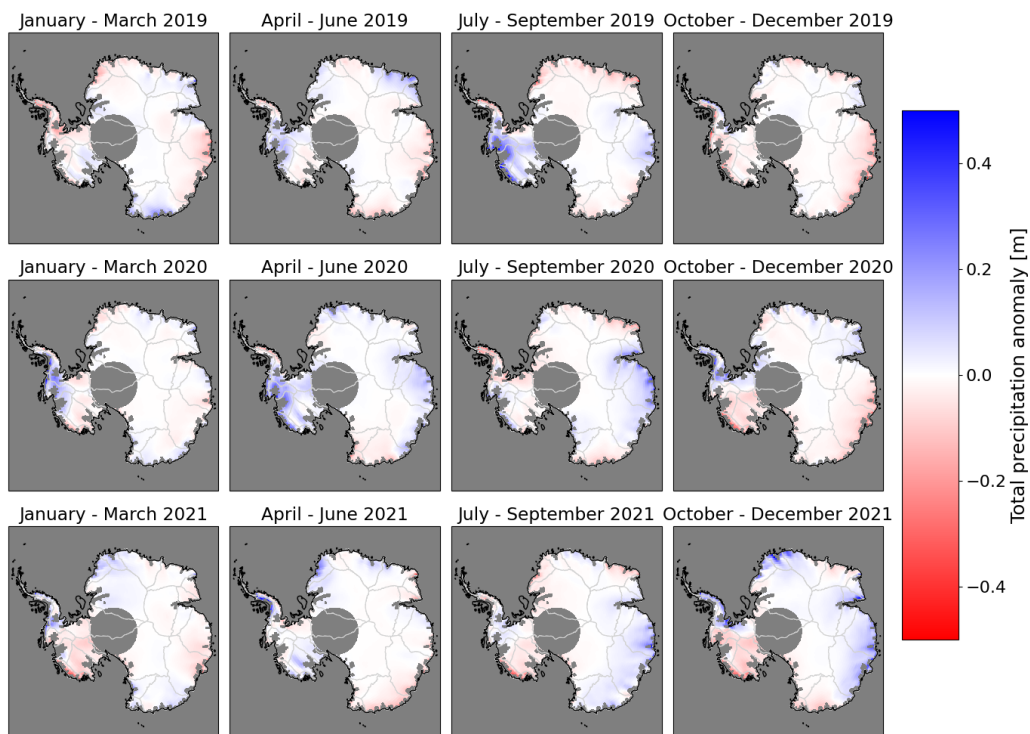 January - March 2019
April - June 2019
July - September 2019
October - December 2019
January - March 2020
April - June 2020
July - September 2020
October - December 2020
January - March 2021
April - June 2021
July - September 2021
October - December 2021
0.4
0.2
0.0
−0.2
−0.4
Total precipitation anomaly [m]